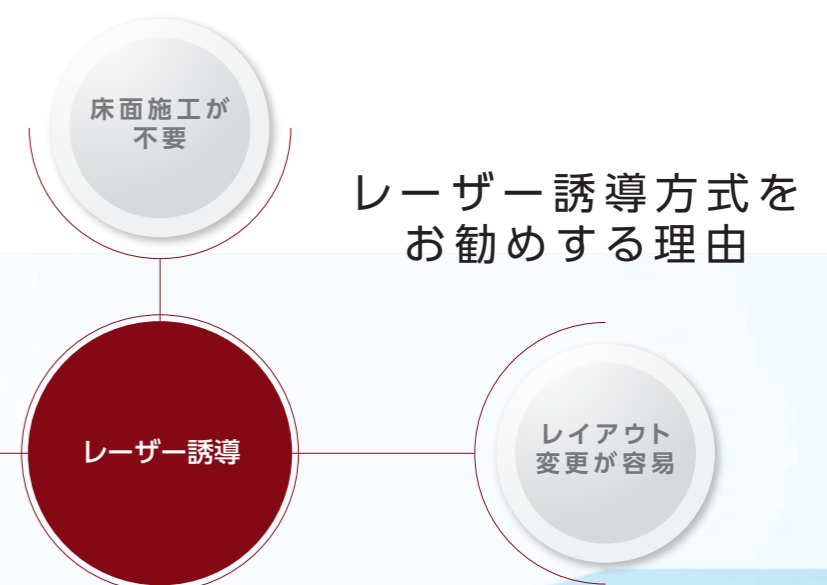 床面施工が
不要
レーザー誘導方式を
お勧めする理由
レーザー誘導
レイアウト
変更が容易